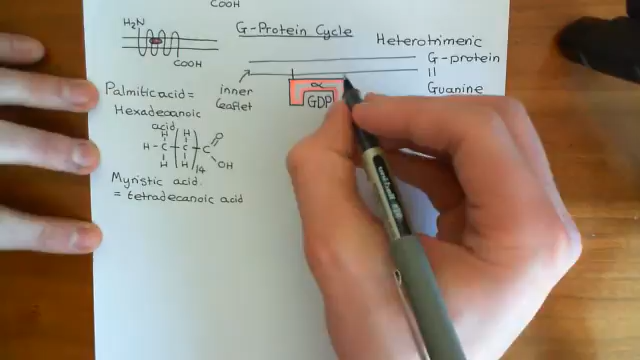 COOH
G-Protein Cycle
H₂N
COOH
Heterotrimeric
G-protein
=
Guanine
Palmitic acid =
Hexadecanoic
acid
inner
leaflet
α
GDP
H H O
H-C-C-C
H H 14 OH
Myristic acid.
= tetradecanoic acid